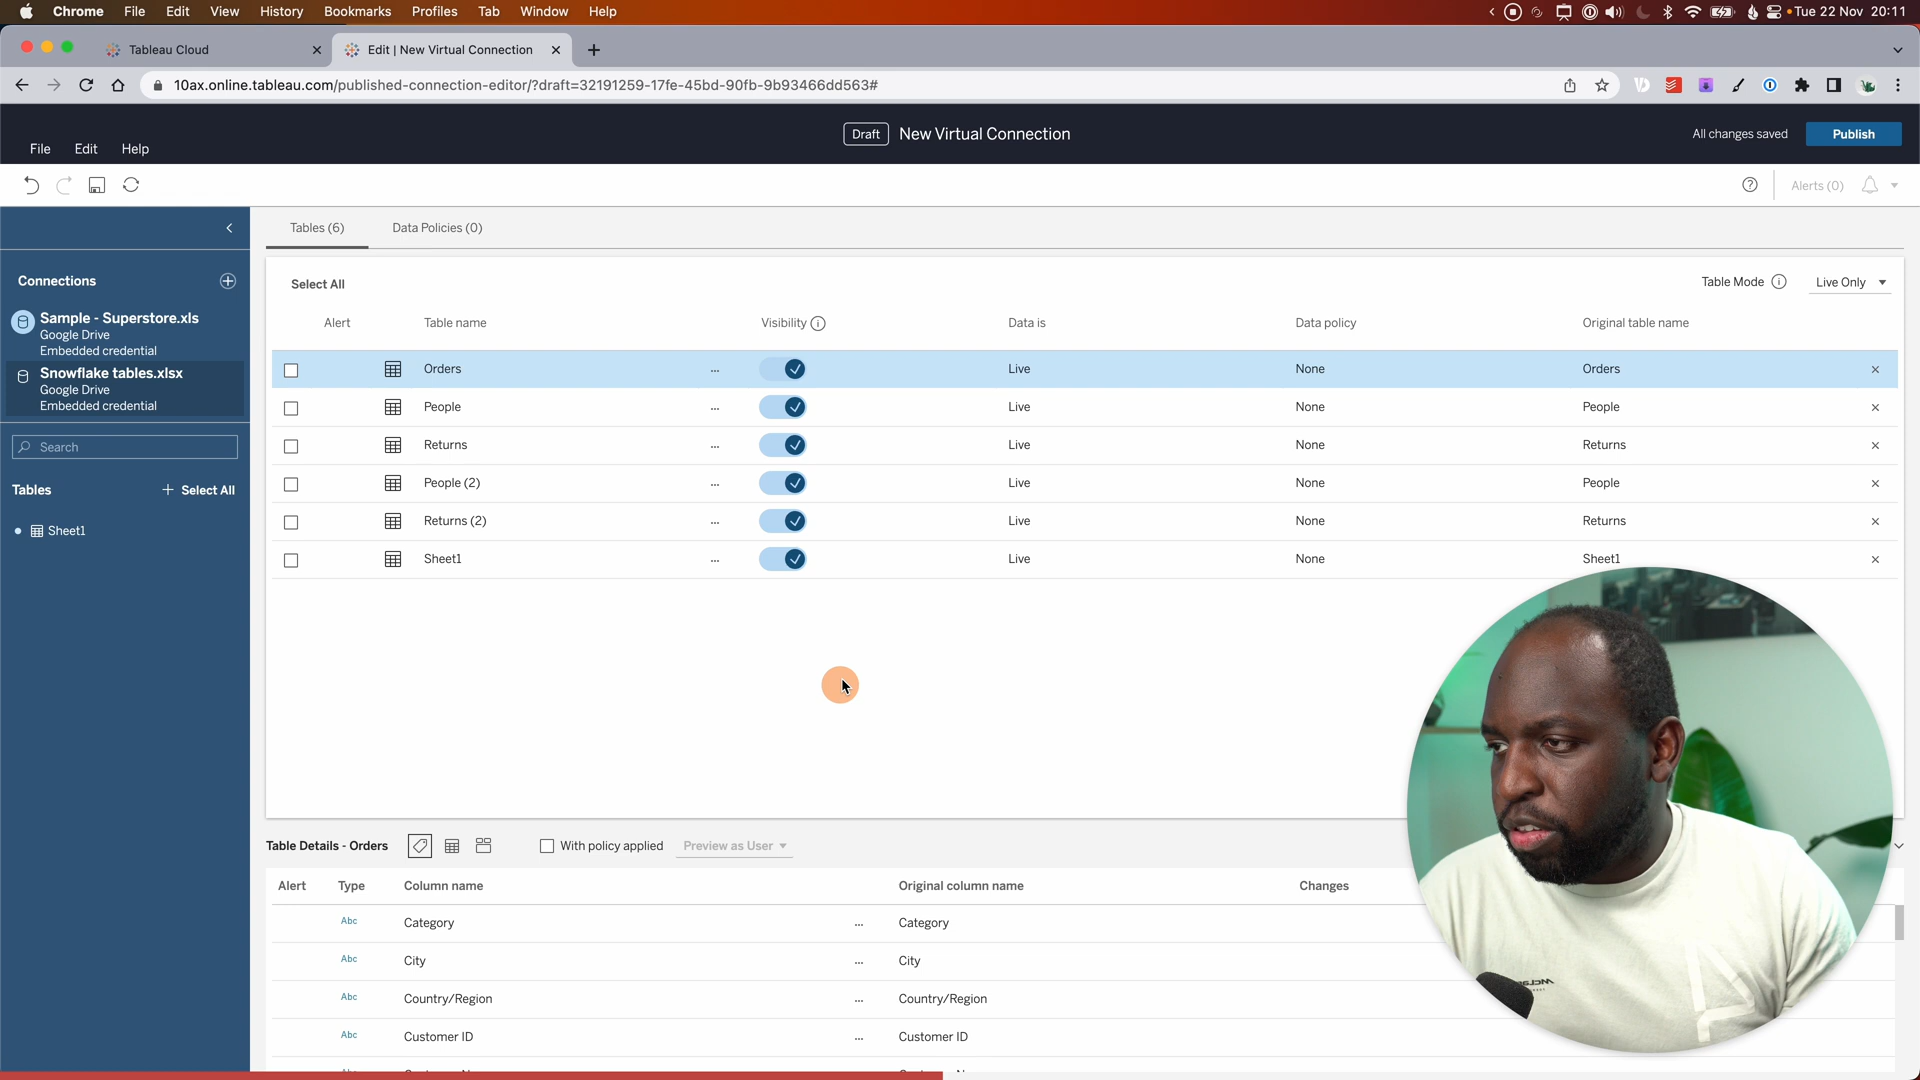 Chrome File Edit View History Bookmarks Profiles Tab Window Help Tue 22 Nov 20:11
Tableau Cloud Edit | New Virtual Connection
10ax.online.tableau.com/published-connection-editor/?draft=32191259-17fe-45bd-90fb-9b93466dd563#
Draft New Virtual Connection All changes saved Publish
File Edit Help
Alerts (0)
Tables (6) Data Policies (0)
Connections
Sample - Superstore.xls
Google Drive
Embedded credential
Snowflake tables.xlsx
Google Drive
Embedded credential
Search
Tables + Select All
Sheet1
Select All Table Mode Live Only
Alert Table name Visibility Data is Data policy Original table name
Orders ... Live None Orders
People ... Live None People
Returns ... Live None Returns
People (2) ... Live None People
Returns (2) ... Live None Returns
Sheet1 ... Live None Sheet1
Table Details - Orders With policy applied Preview as User
Alert Type Column name Original column name Changes
Abc Category ... Category
Abc City ... City
Abc Country/Region ... Country/Region
Abc Customer ID ... Customer ID